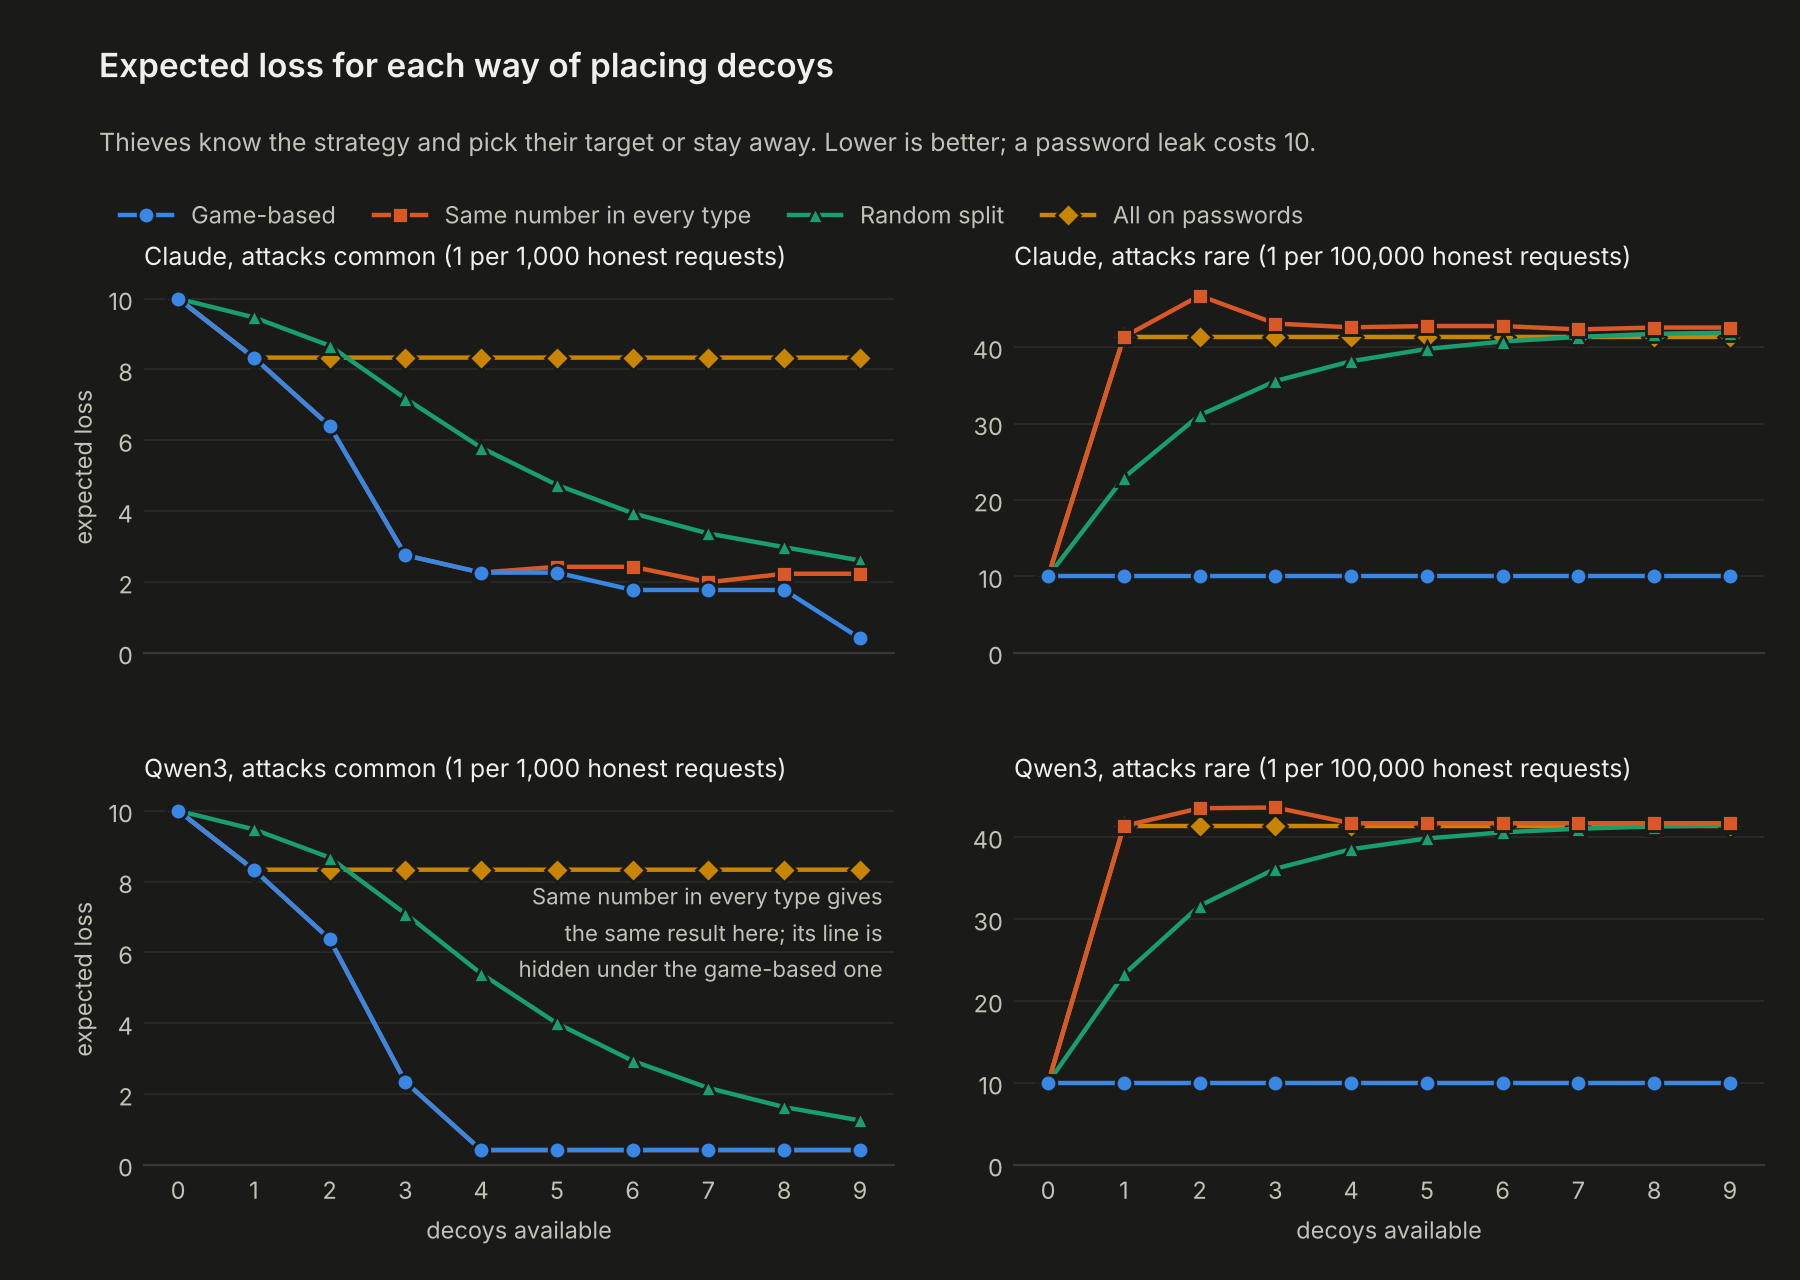 Expected loss for each way of placing decoys
Thieves know the strategy and pick their target or stay away. Lower is better; a password leak costs 10.
Game-based
Same number in every type
Random split
All on passwords
Claude, attacks common (1 per 1,000 honest requests)
10
8
6
4
2
0
expected loss
Claude, attacks rare (1 per 100,000 honest requests)
40
30
20
10
0
Qwen3, attacks common (1 per 1,000 honest requests)
10
8
6
4
2
0
expected loss
Same number in every type gives
the same result here; its line is
hidden under the game-based one
0 1 2 3 4 5 6 7 8 9
decoys available
Qwen3, attacks rare (1 per 100,000 honest requests)
40
30
20
10
0
0 1 2 3 4 5 6 7 8 9
decoys available